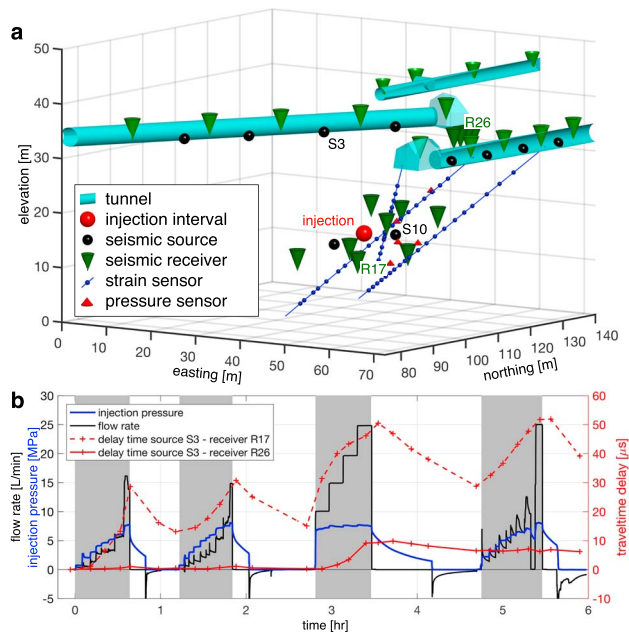 a
50
40
30
20
10
0
elevation [m]
R26
S3
injection
S10
R17
tunnel
injection interval
seismic source
seismic receiver
strain sensor
pressure sensor
0
10
20
30
40
50
60
70
easting [m]
80
90
100
110
120
130
140
northing [m]
b
30
25
20
15
10
5
0
-5
flow rate [L/min]
injection pressure [MPa]
injection pressure
flow rate
delay time source S3 - receiver R17
delay time source S3 - receiver R26
60
50
40
30
20
10
0
-10
traveltime delay [μs]
0
1
2
3
4
5
6
time [hr]